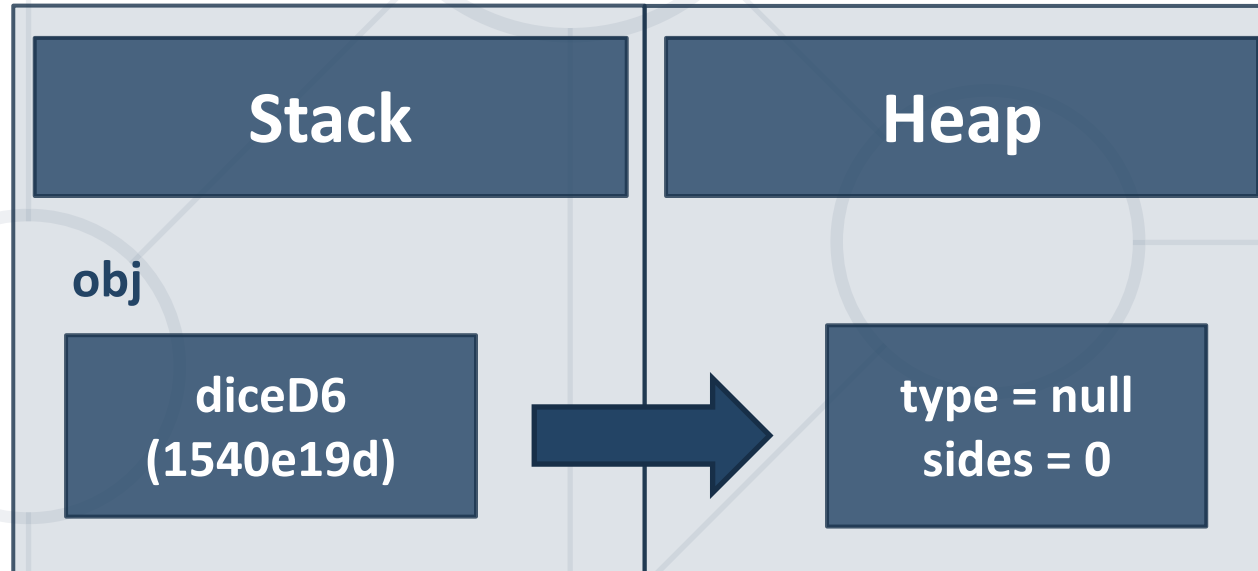 Stack
Heap
obj
diceD6
(1540e19d)
type = null
sides = 0